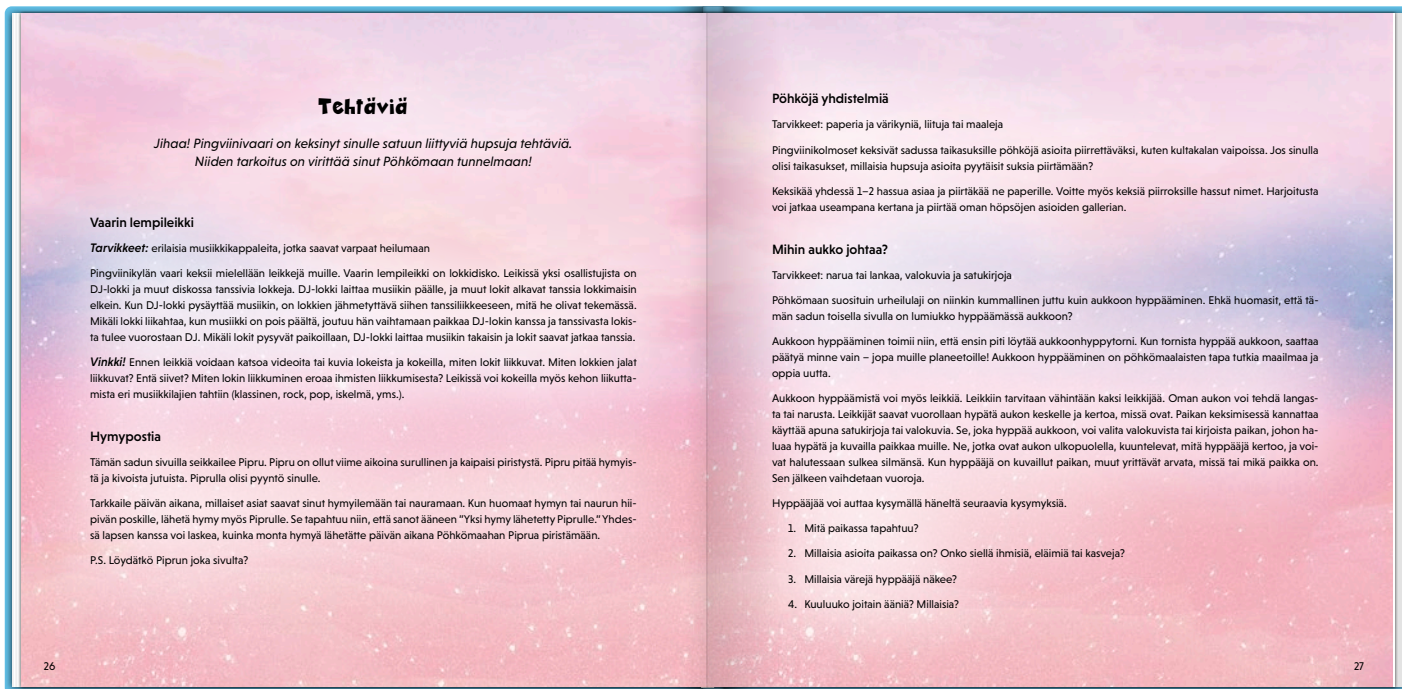 Tehtäviä
Jihaa! Pingviinivaari on keksinyt sinulle satuun liittyviä hupsuja tehtäviä.
Niiden tarkoitus on virittää sinut Pöhkömaan tunnelmaan!
Vaarin lempileikki
Tarvikkeet: erilaisia musiikkikappaleita, jotka saavat varpaat heilumaan
Pingviinikylän vaari keksii mielellään leikkejä muille. Vaarin lempileikki on lokkidisko. Leikissä yksi osallistujista on
DJ-lokki ja muut diskossa tanssivia lokkeja. DJ-lokki laittaa musiikin päälle, ja muut lokit alkavat tanssia lokkimaisin
elkein. Kun DJ-lokki pysäyttää musiikin, on lokkien jähmetyttävä siihen tanssiliikkeeseen, mitä he olivat tekemässä.
Mikäli lokki liikahtaa, kun musiikki on pois päältä, joutuu hän vaihtamaan paikkaa DJ-lokin kanssa ja tanssivasta lokis-
ta tulee vuorostaan DJ. Mikäli lokit pysyvät paikoillaan, DJ-lokki laittaa musiikin takaisin ja lokit saavat jatkaa tanssia.
Vinkki! Ennen leikkiä voidaan katsoa videoita tai kuvia lokeista ja kokeilla, miten lokit liikkuvat. Miten lokkien jalat
liikkuvat? Entä siivet? Miten lokin liikkuminen eroaa ihmisten liikkumisesta? Leikissä voi kokeilla myös kehon liikutta-
mista eri musiikkilajien tahtiin (klassinen, rock, pop, iskelmä, yms.).
Hymypostia
Tämän sadun sivuilla seikkailee Pipru. Pipru on ollut viime aikoina surullinen ja kaipaisi piristystä. Pipru pitää hymyis-
tä ja kivoista jutuista. Piprulla olisi pyyntö sinulle.
Tarkkaile päivän aikana, millaiset asiat saavat sinut hymyilemään tai nauramaan. Kun huomaat hymyn tai naurun hii-
pivän poskille, lähetä hymy myös Piprulle. Se tapahtuu niin, että sanot ääneen "Yksi hymy lähetetty Piprulle." Yhdes-
sä lapsen kanssa voi laskea, kuinka monta hymyä lähetätte päivän aikana Pöhkömaahan Pipua piristämään.
P.S. Löydätkö Piprun joka sivulta?
26
Pöhköjä yhdistelmiä
Tarvikkeet: paperia ja värikyniä, liituja tai maaleja
Pingviinikolmoset keksivät sadussa taikasuksille pöhköjä asioita piirrettäväksi, kuten kultakalan vaipoissa. Jos sinulla
olisi taikasukset, millaisia hupsuja asioita pyytäisit suksia piirtämään?
Keksikää yhdessä 1–2 hassua asiaa ja piirtäkää ne paperille. Voitte myös keksiä piirroksille hassut nimet. Harjoitusta
voi jatkaa useampana kertana ja piirtää oman höpsöjen asioiden gallerian.
Mihin aukko johtaa?
Tarvikkeet: narua tai lankaa, valokuvia ja satukirjoja
Pöhkömaan suosituin urheilulaji on niinkin kummallinen juttu kuin aukkoon hyppääminen. Ehkä huomasit, että tä-
män sadun toisella sivulla on lumiukko hyppäämässä aukkoon?
Aukkoon hyppääminen toimii niin, että ensin piti löytää aukkoonhyppytorni. Kun tornista hyppää aukkoon, saattaa
päätyä minne vain – jopa muille planeetoille! Aukkoon hyppääminen on pöhkömaalaisten tapa tutkia maailmaa ja
oppia uutta.
Aukkoon hyppäämistä voi myös leikkiä. Leikkiin tarvitaan vähintään kaksi leikkijää. Oman aukon voi tehdä langas-
ta tai narusta. Leikkijät saavat vuorollaan hypätä aukon keskelle ja kertoa, missä ovat. Paikan keksimisessä kannattaa
käyttää apuna satukirjoja tai valokuvia. Se, joka hyppää aukkoon, voi valita valokuvista tai kirjoista paikan, johon ha-
luaa hypätä ja kuvailla paikkaa muille. Ne, jotka ovat aukon ulkopuolella, kuuntelevat, mitä hyppääjä kertoo, ja voi-
vat halutessaan sulkea silmänsä. Kun hyppääjä on kuvaillut paikan, muut yrittävät arvata, missä tai mikä paikka on.
Sen jälkeen vaihdetaan vuoroja.
Hyppääjää voi auttaa kysymällä häneltä seuraavia kysymyksiä.
1. Mitä paikassa tapahtuu?
2. Millaisia asioita paikassa on? Onko siellä ihmisiä, eläimiä tai kasveja?
3. Millaisia värejä hyppääjä näkee?
4. Kuuluuko joitain ääniä? Millaisia?
27